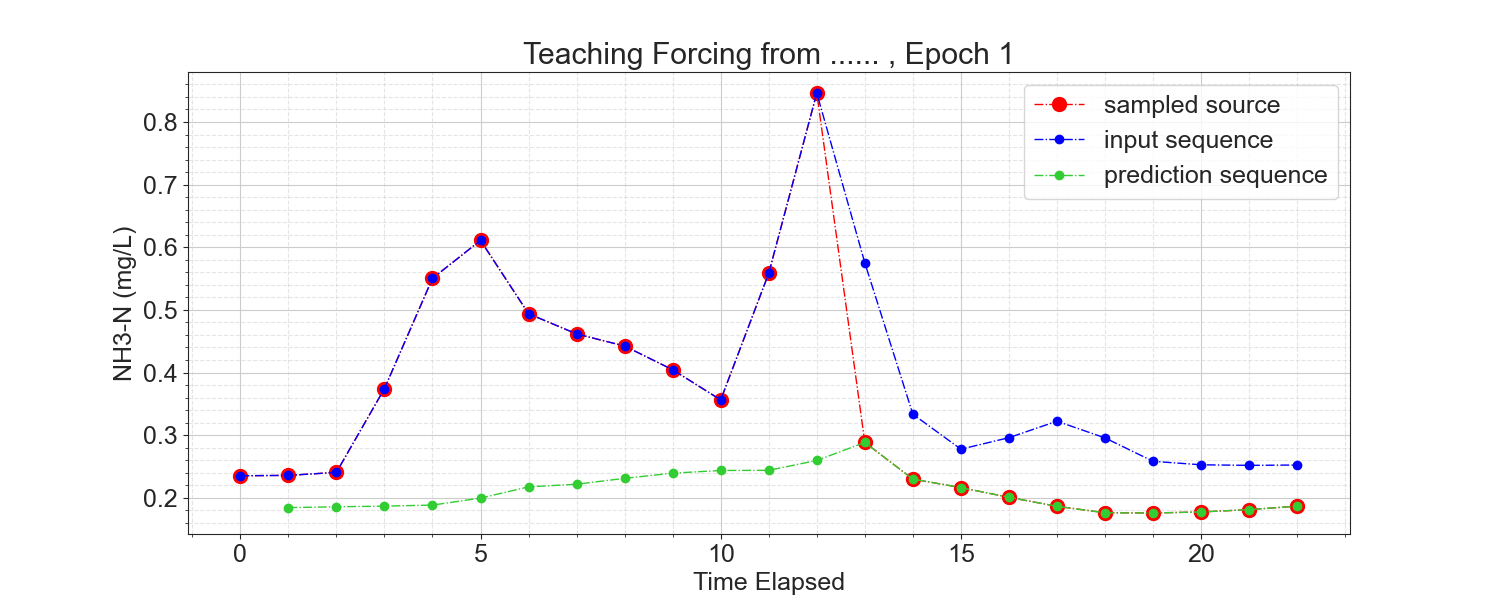 Teaching Forcing from ...... , Epoch 1
sampled source
input sequence
prediction sequence
NH3-N (mg/L)
0.8
0.7
0.6
0.5
0.4
0.3
0.2
0 5 10 15 20
Time Elapsed